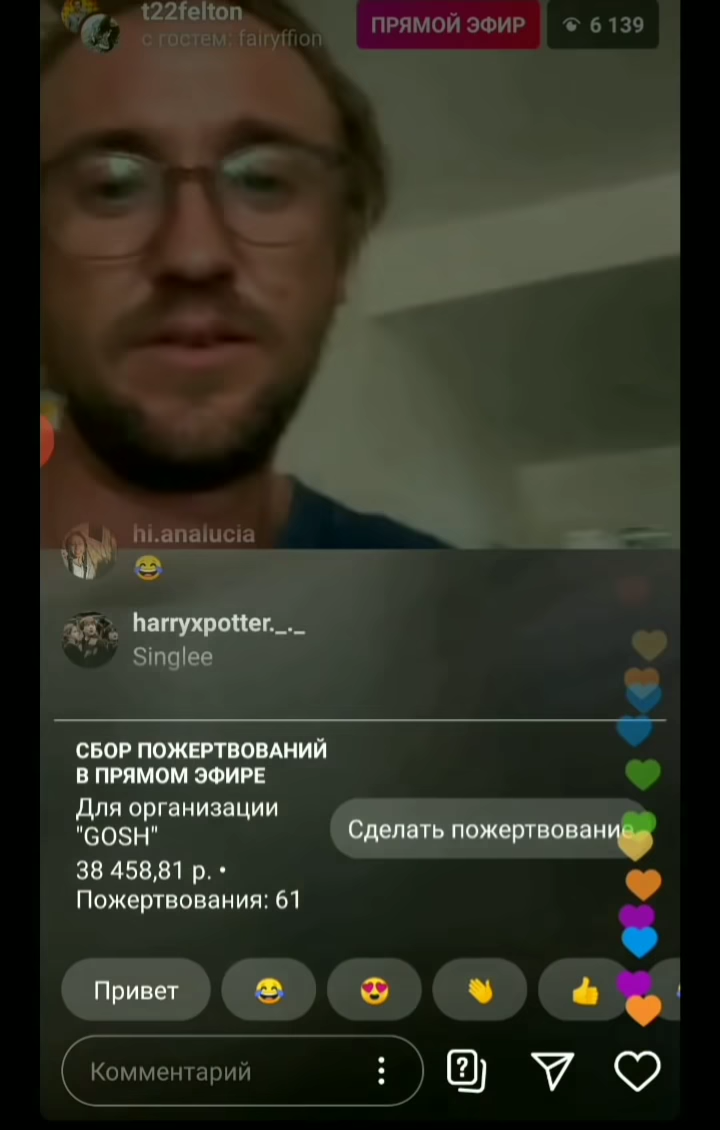 t22felton
с гостем: fairyffion
ПРЯМОЙ ЭФИР
6 139
hi.analucia
😂
harryxpotter._._
Singlee
СБОР ПОЖЕРТВОВАНИЙ
В ПРЯМОМ ЭФИРЕ
Для организации
"GOSH"
38 458,81 р. •
Пожертвования: 61
Сделать пожертвование
Привет
Комментарий